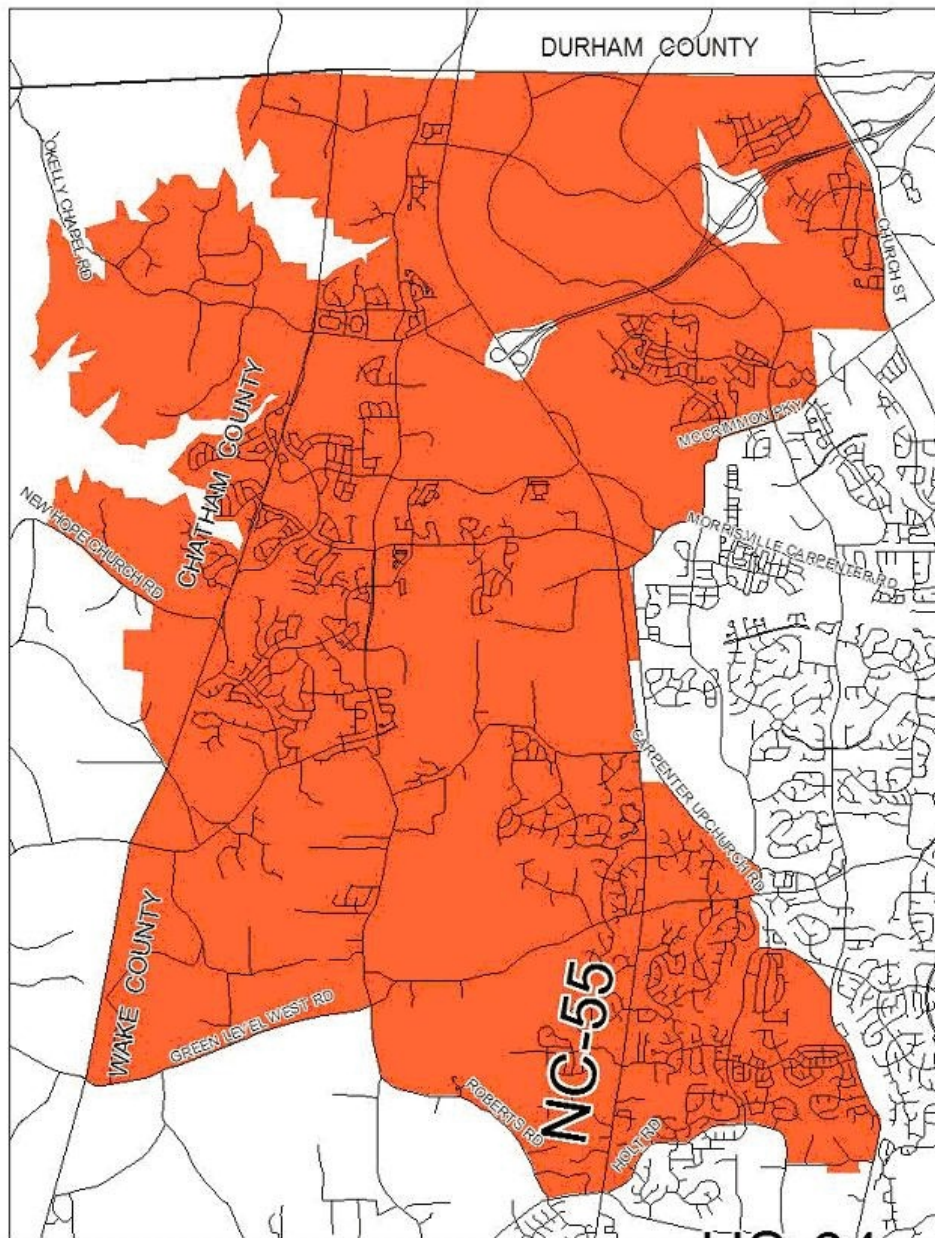 DURHAM COUNTY
OKELLY CHAPEL RD
CHURCH ST
CHATHAM COUNTY
MCCRIMMON PKY
NEW HOPE CHURCH RD
MORRISVILLE CARPENTER RD
CARPENTER UPCHURCH RD
WAKE COUNTY
GREEN LEVEL WEST RD
NC-55
ROBERTS RD
HOLT RD